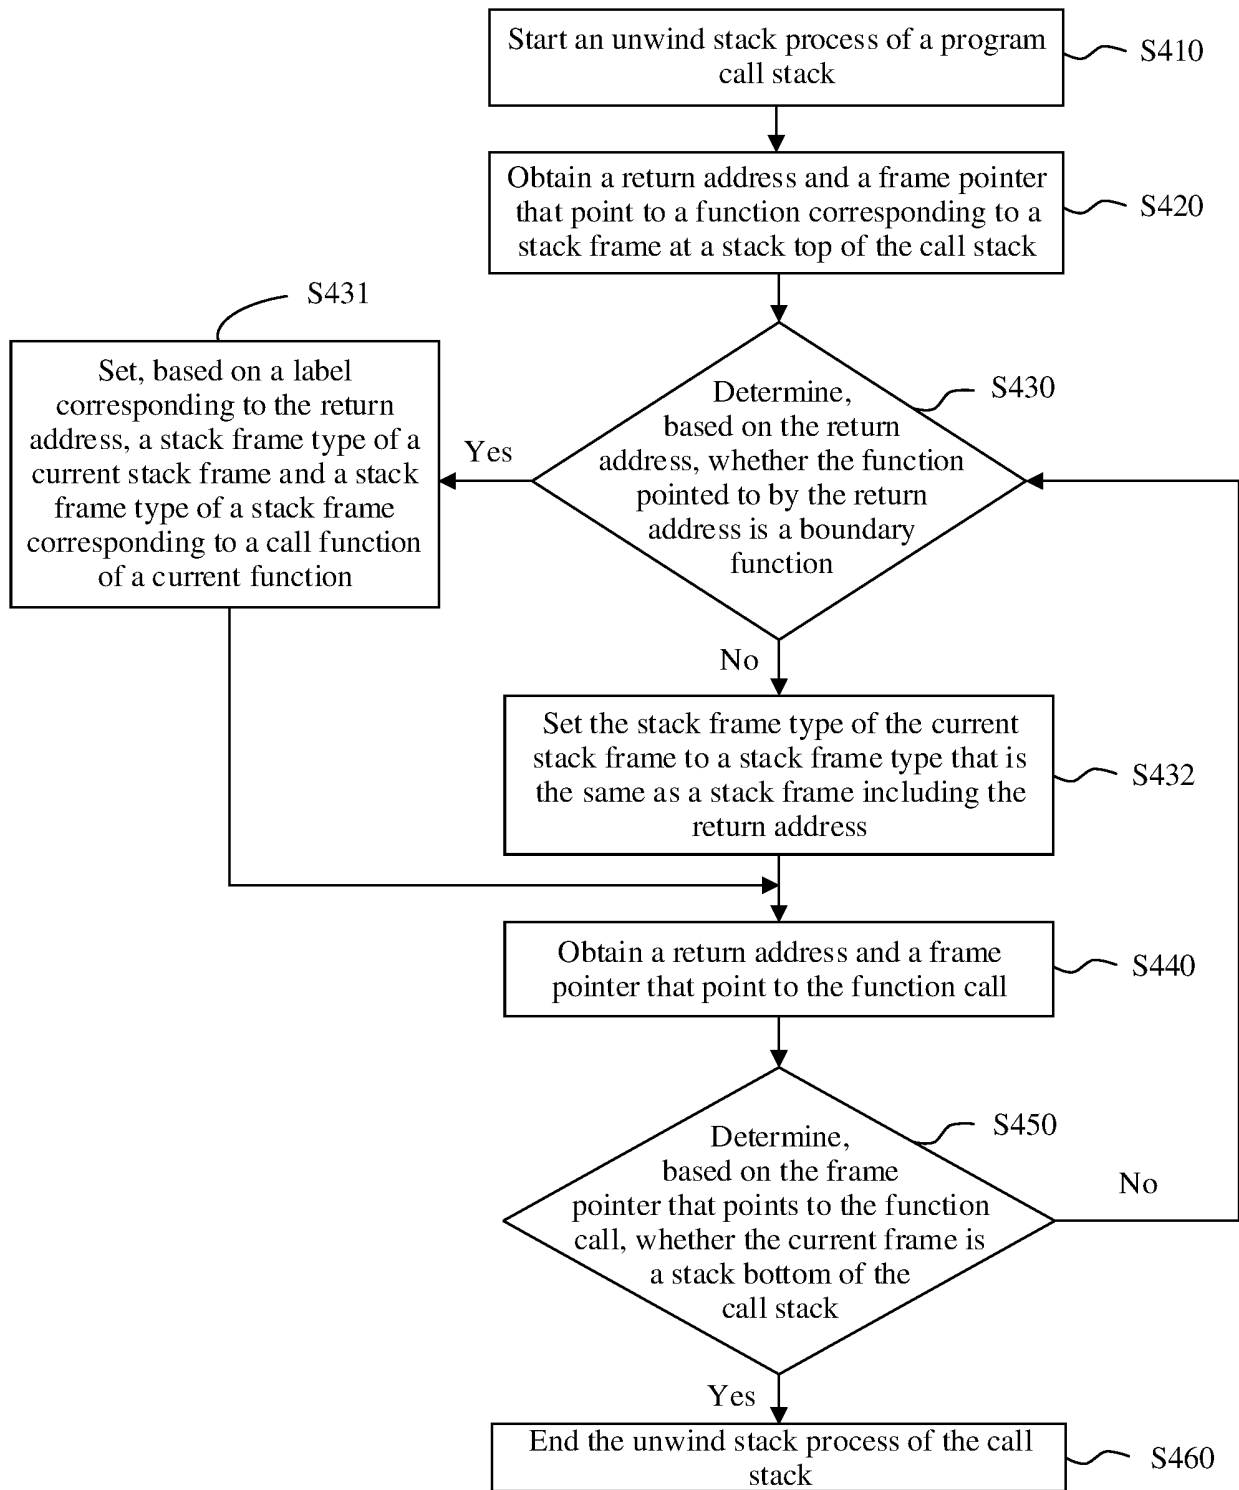 Start an unwind stack process of a program
call stack
S410
Obtain a return address and a frame pointer
that point to a function corresponding to a
stack frame at a stack top of the call stack
S420
S431
Set, based on a label
corresponding to the return
address, a stack frame type of a
current stack frame and a stack
frame type of a stack frame
corresponding to a call function
of a current function
Yes
Determine,
based on the return
address, whether the function
pointed to by the return
address is a boundary
function
S430
No
Set the stack frame type of the current
stack frame to a stack frame type that is
the same as a stack frame including the
return address
S432
Obtain a return address and a frame
pointer that point to the function call
S440
Determine,
based on the frame
pointer that points to the function
call, whether the current frame is
a stack bottom of the
call stack
S450
No
Yes
End the unwind stack process of the call
stack
S460